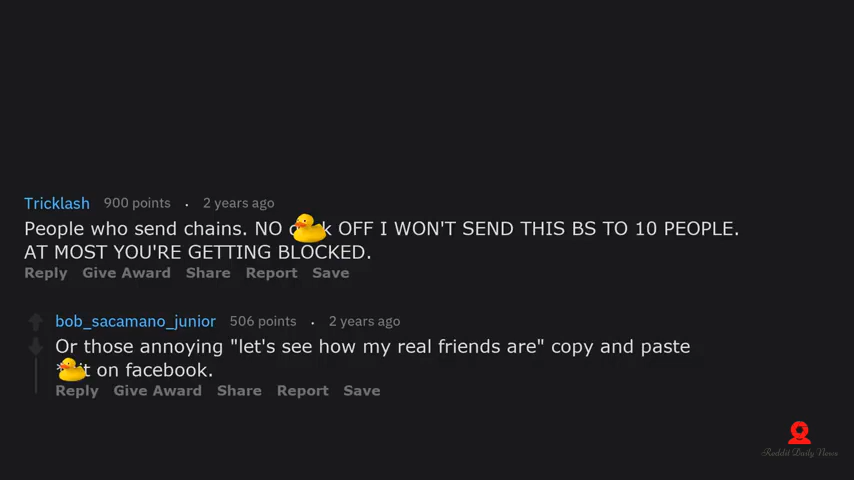 Tricklash 900 points . 2 years ago
People who send chains. NO OFF I WON'T SEND THIS BS TO 10 PEOPLE.
AT MOST YOU'RE GETTING BLOCKED.
Reply Give Award Share Report Save
bob_sacamano_junior 506 points . 2 years ago
Or those annoying "let's see how my real friends are" copy and paste
on facebook.
Reply Give Award Share Report Save
Reddit Daily News